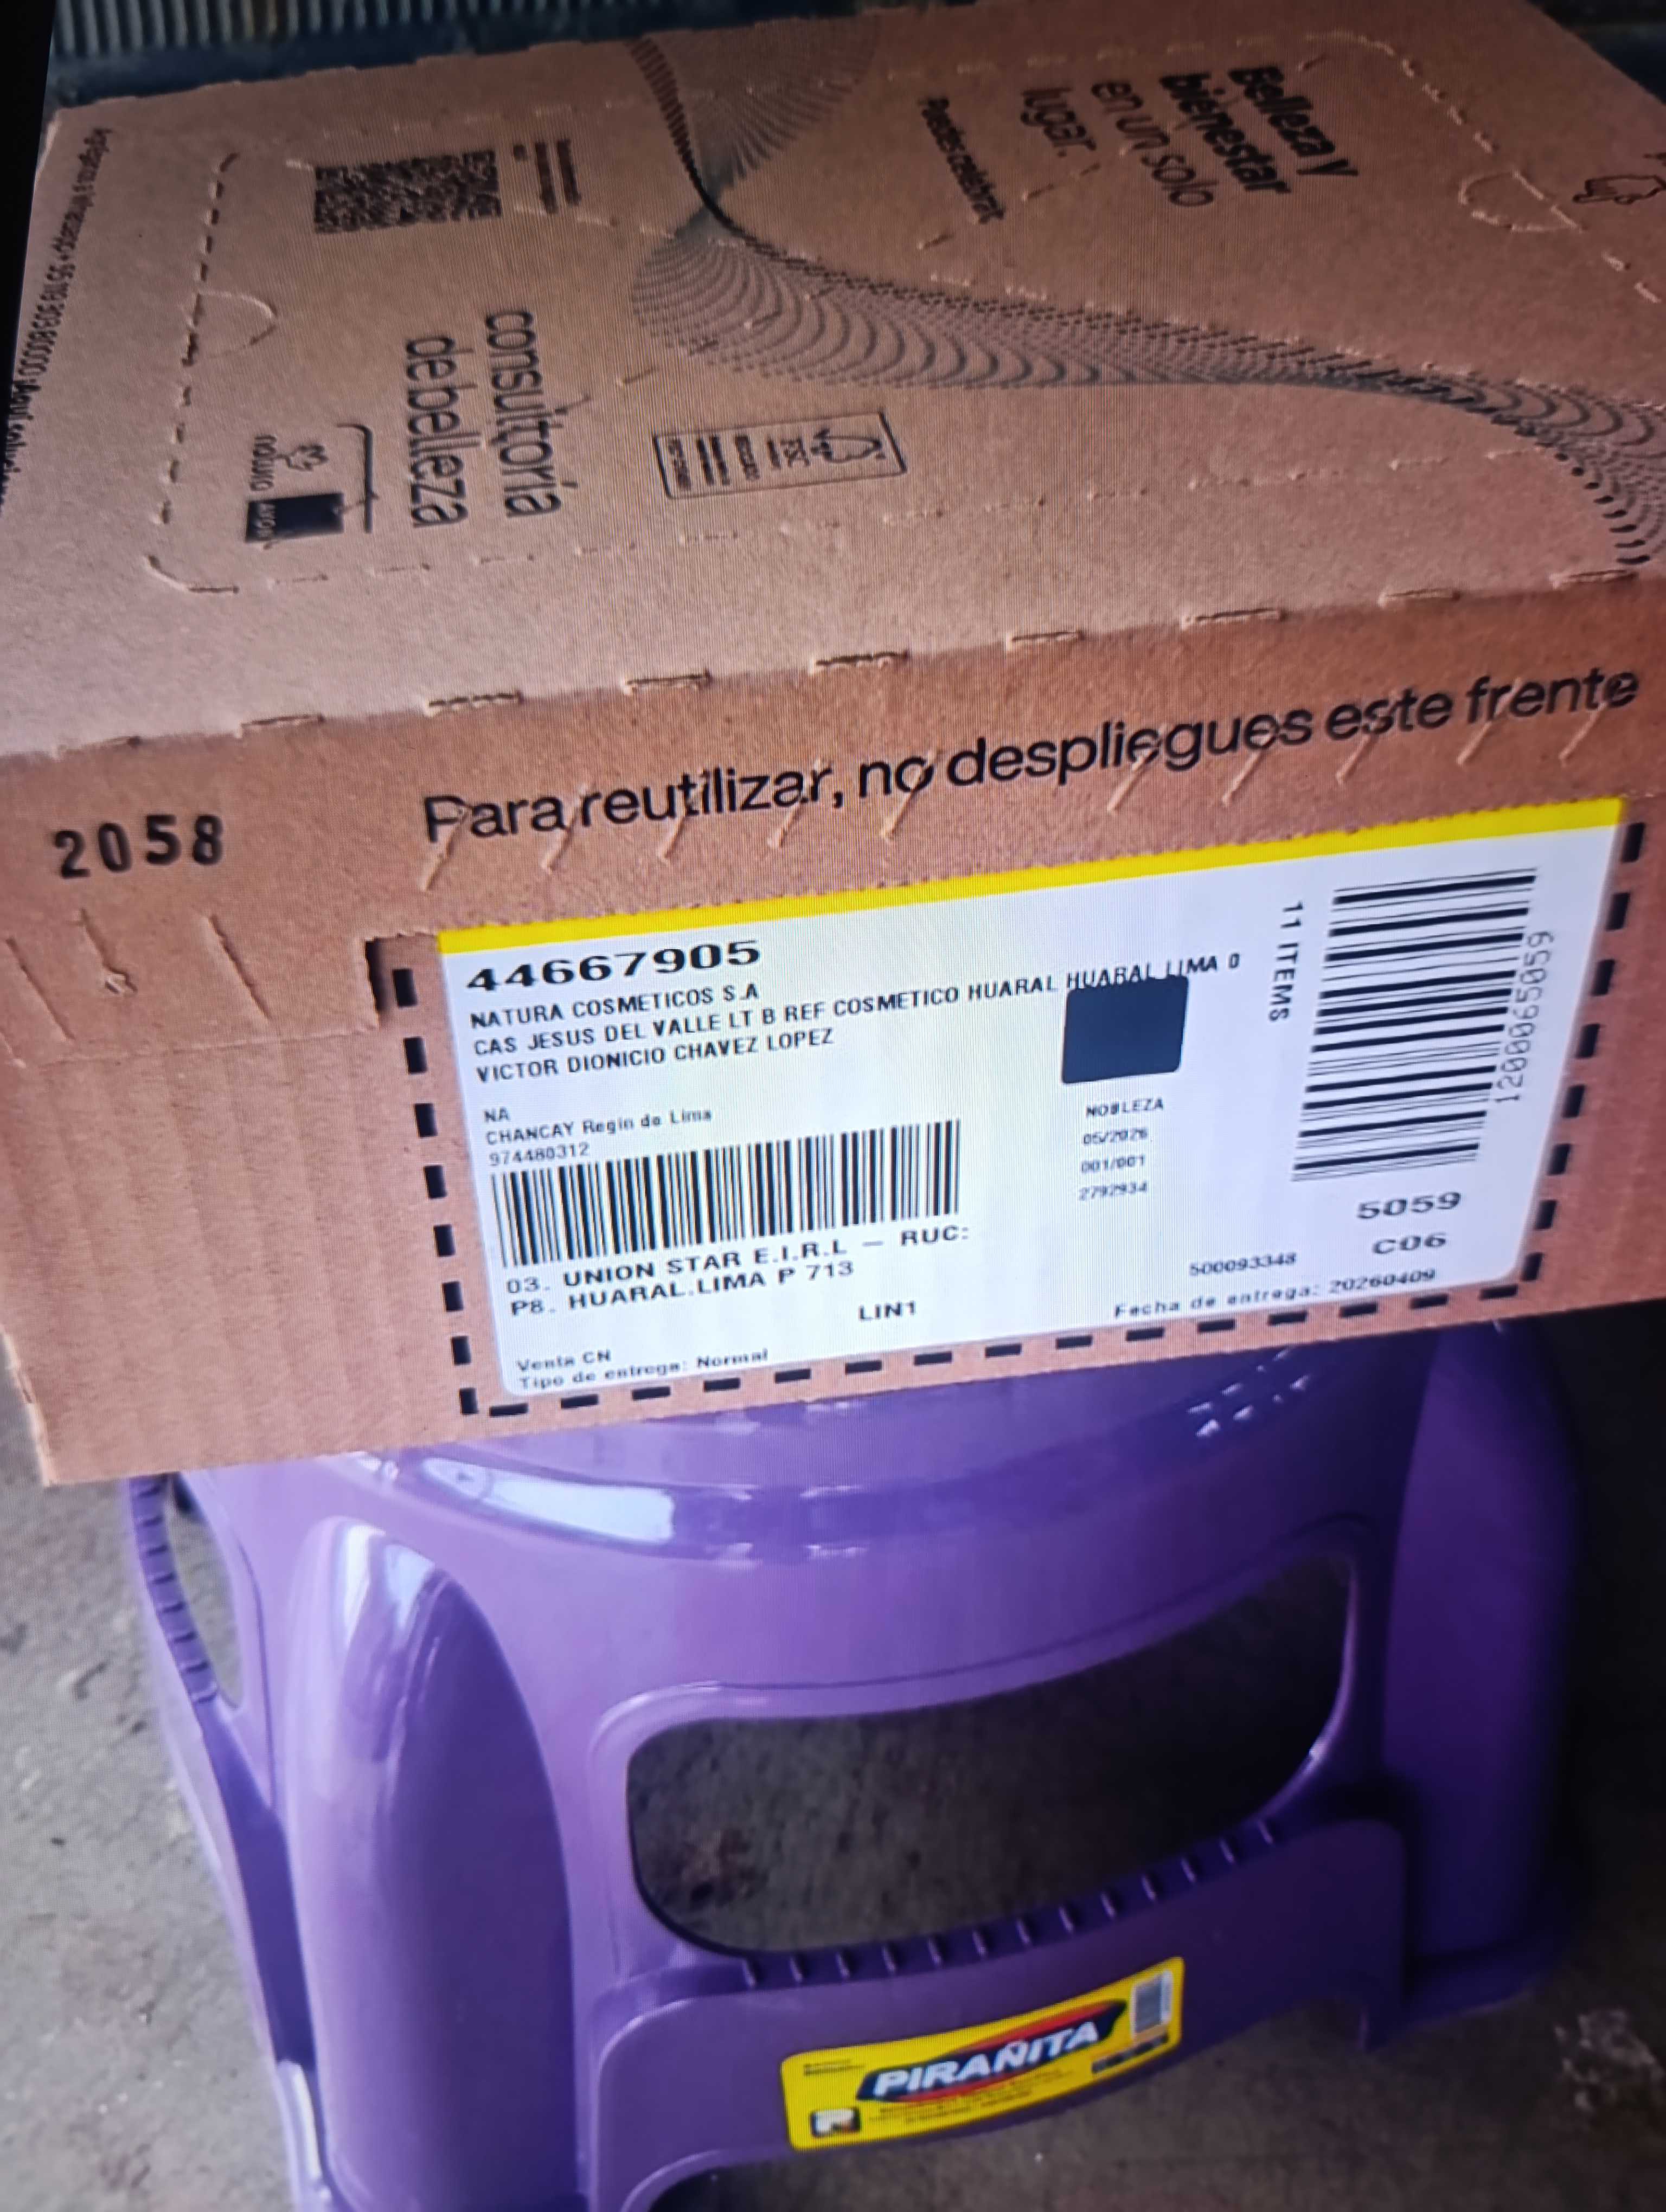 Belleza y
bienestar
en un solo
lugar.
consultoría
de belleza
natura
FSC
Para reutilizar, no despliegues este frente
2058
44667905
NATURA COSMETICOS S.A
CAS JESUS DEL VALLE LT B REF COSMETICO HUARAL HUARAL LIMA 0
VICTOR DIONICIO CHAVEZ LOPEZ
NA
CHANCAY Regin de Lima
974480312
03. UNION STAR E.I.R.L – RUC:
P8. HUARAL.LIMA P 713
LIN1
Venta CN
Tipo de entrega: Normal
NOBLEZA
05/2026
001/001
2792934
11 ITEMS
1200065059
5059
C06
500093348
Fecha de entrega: 20260409
PIRAÑITA